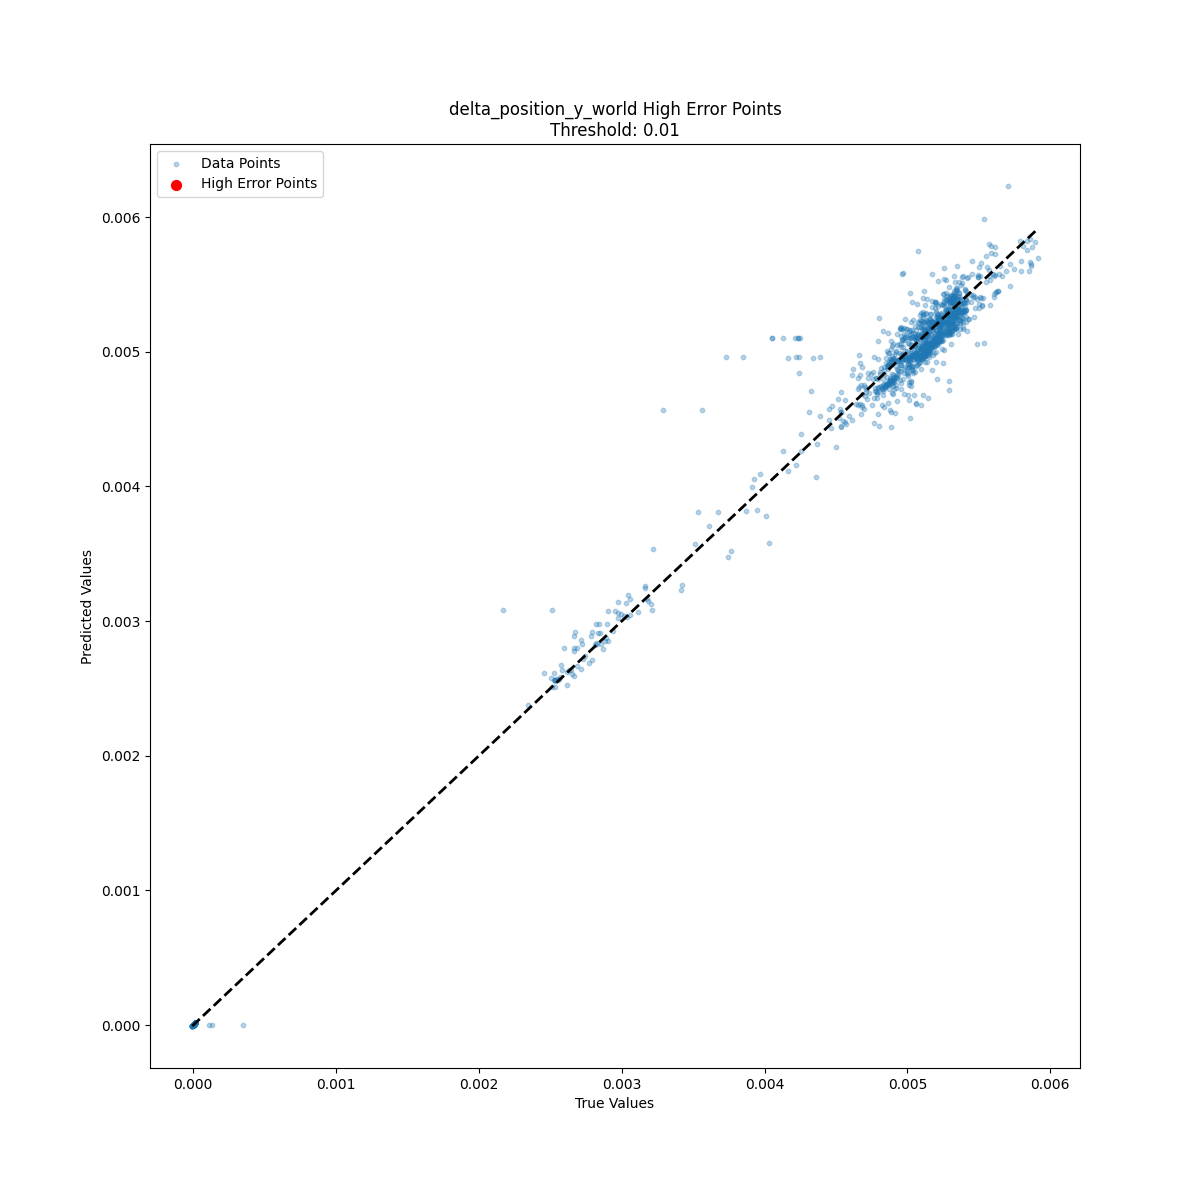 delta_position_y_world High Error Points
Threshold: 0.01
Data Points
High Error Points
0.006
0.005
0.004
0.003
0.002
0.001
0.000
Predicted Values
0.000 0.001 0.002 0.003 0.004 0.005 0.006
True Values